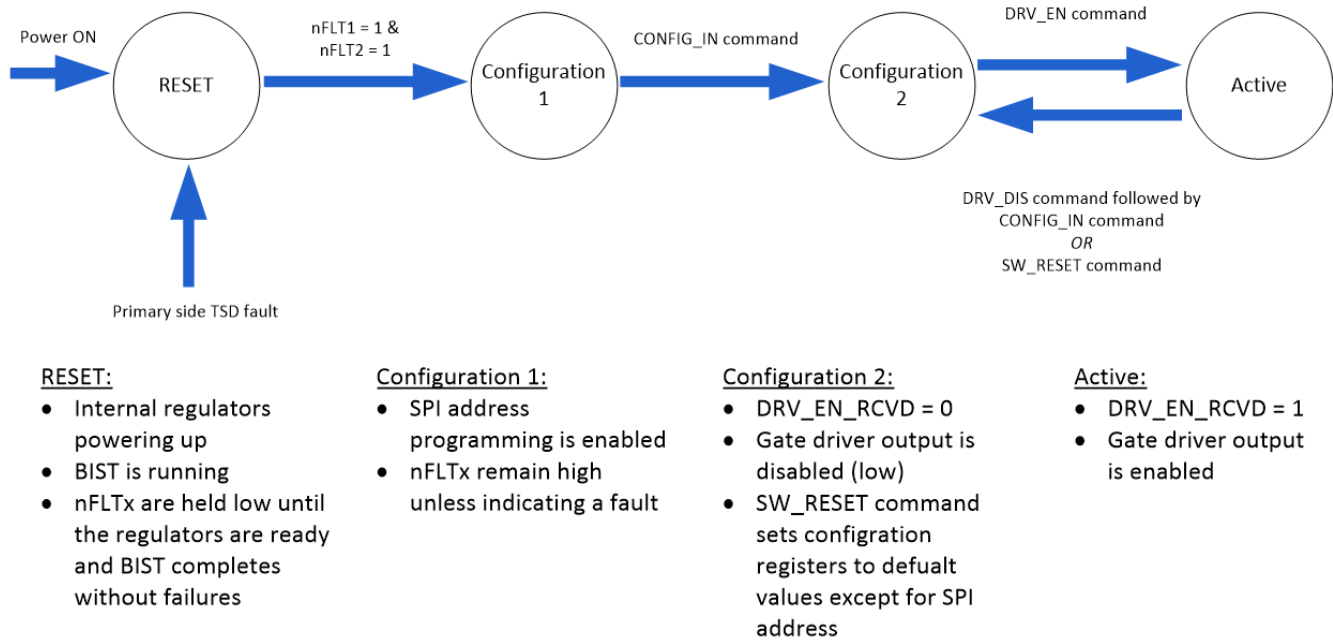 Power ON
RESET
nFLT1 = 1 &
nFLT2 = 1
Configuration
1
CONFIG_IN command
Configuration
2
DRV_EN command
Active
DRV_DIS command followed by
CONFIG_IN command
OR
SW_RESET command
Primary side TSD fault
RESET:
• Internal regulators
powering up
• BIST is running
• nFLTx are held low until
the regulators are ready
and BIST completes
without failures
Configuration 1:
• SPI address
programming is enabled
• nFLTx remain high
unless indicating a fault
Configuration 2:
• DRV_EN_RCVD = 0
• Gate driver output is
disabled (low)
• SW_RESET command
sets configration
registers to defualt
values except for SPI
address
Active:
• DRV_EN_RCVD = 1
• Gate driver output
is enabled